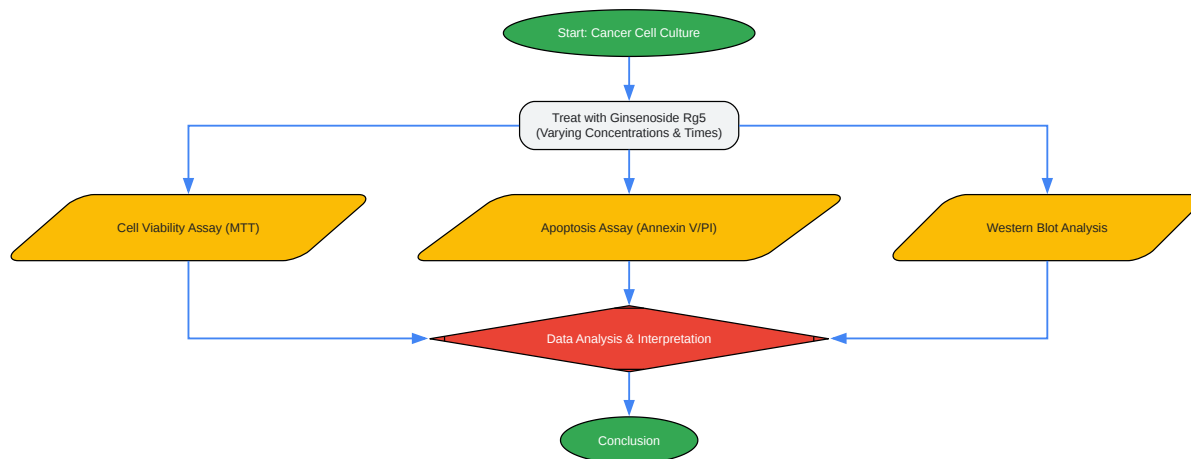 Start: Cancer Cell Culture
Treat with Ginsenoside Rg5
(Varying Concentrations & Times)
Cell Viability Assay (MTT)
Apoptosis Assay (Annexin V/PI)
Western Blot Analysis
Data Analysis & Interpretation
Conclusion